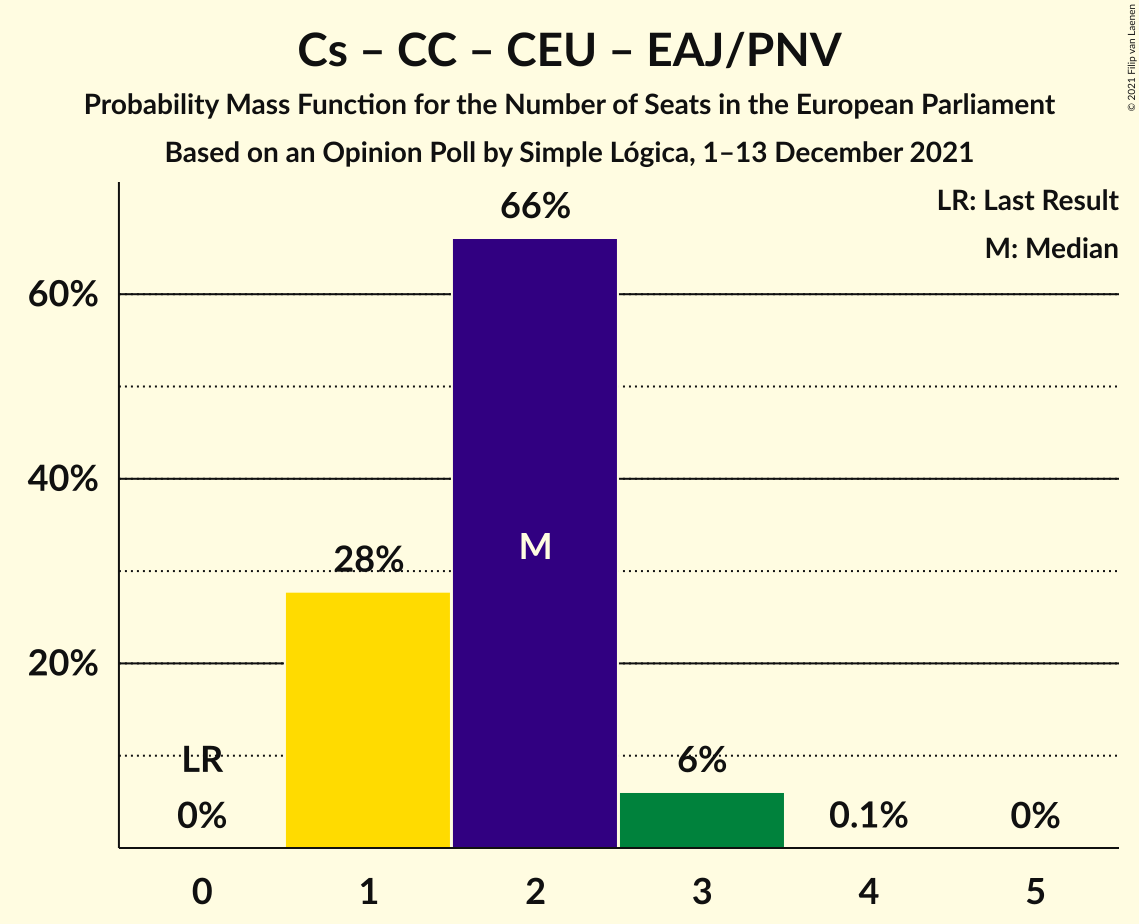 Cs – CC – CEU – EAJ/PNV
Probability Mass Function for the Number of Seats in the European Parliament
Based on an Opinion Poll by Simple Lógica, 1–13 December 2021
© 2021 Filip van Laenen
LR: Last Result
M: Median
66%
60%
40%
M
28%
20%
LR
6%
0%
0.1%
0%
0
1
2
3
4
5